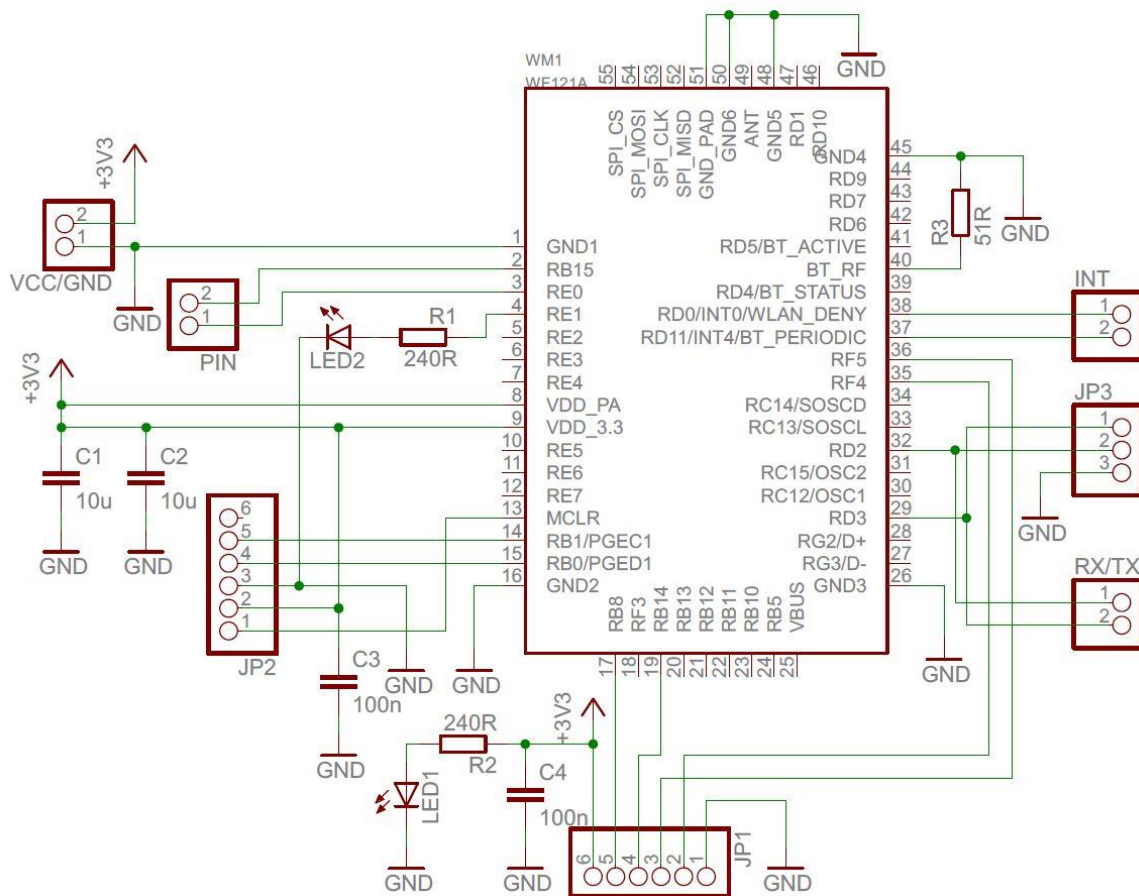 WM1
WF121A
55
54
53
52
51
50
49
48
47
46
SPI_CS
SPI_MOSI
SPI_CLK
SPI_MISD
GND_PAD
GND6
ANT
GND5
RD1
RD10
GND
+3V3
2
1
VCC/GND
GND
2
1
PIN
LED2
R1
240R
1 GND1
2 RB15
3 RE0
4 RE1
5 RE2
6 RE3
7 RE4
8 VDD_PA
9 VDD_3.3
10 RE5
11 RE6
12 RE7
13 MCLR
14 RB1/PGEC1
15 RB0/PGED1
16 GND2
GND4 45
RD9 44
RD7 43
RD6 42
RD5/BT_ACTIVE 41
BT_RF 40
RD4/BT_STATUS 39
RD0/INT0/WLAN_DENY 38
RD11/INT4/BT_PERIODIC 37
RF5 36
RF4 35
RC14/SOSCD 34
RC13/SOSCL 33
RD2 32
RC15/OSC2 31
RC12/OSC1 30
RD3 29
RG2/D+ 28
RG3/D- 27
GND3 26
RB8
RF3
RB14
RB13
RB12
RB11
RB10
RB5
VBUS
17
18
19
20
21
22
23
24
25
R3
51R
GND
INT
1
2
JP3
1
2
3
GND
RX/TX
1
2
GND
+3V3
C1
10u
GND
C2
10u
GND
6
5
4
3
2
1
JP2
C3
100n
GND
GND
GND
240R
R2
LED1
GND
+3V3
C4
100n
GND
6
5
4
3
2
1
JP1
GND